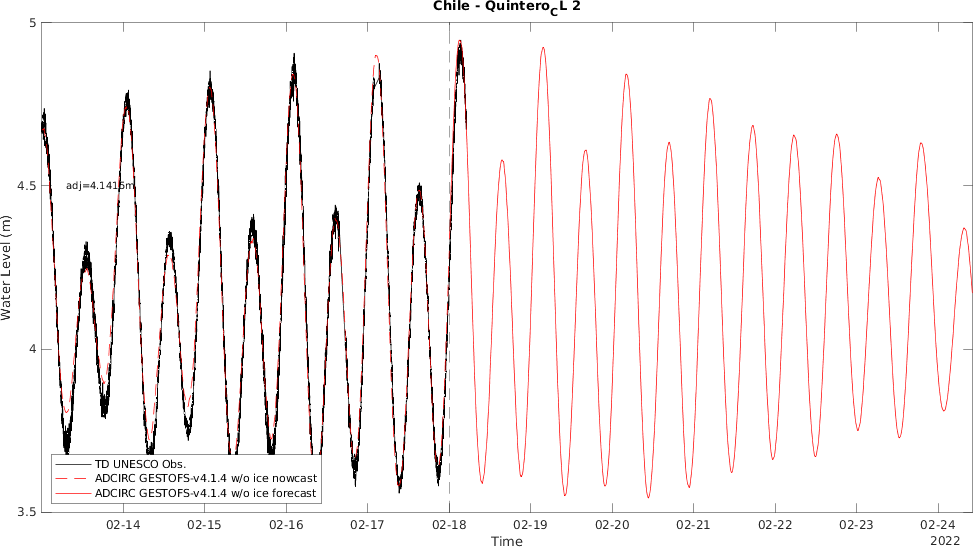 Chile - Quintero_CL 2
5
4.5
4
3.5
Water Level (m)
adj=4.1415m
TD UNESCO Obs.
ADCIRC GESTOFS-v4.1.4 w/o ice nowcast
ADCIRC GESTOFS-v4.1.4 w/o ice forecast
02-14
02-15
02-16
02-17
02-18
02-19
02-20
02-21
02-22
02-23
02-24
Time
2022